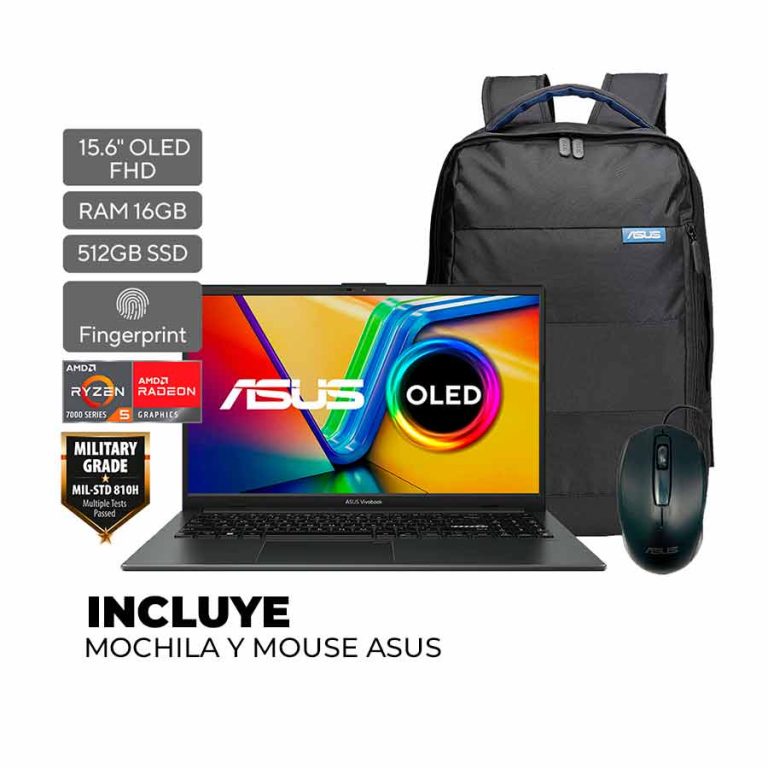 15.6" OLED
FHD
RAM 16GB
512GB SSD
Fingerprint
AMD
RYZEN
7000 SERIES 5
AMD
RADEON
GRAPHICS
MILITARY
GRADE
MIL-STD 810H
Multiple Tests
Passed
ASUS
OLED
ASUS Vivobook
ASUS
ASUS
INCLUYE
MOCHILA Y MOUSE ASUS